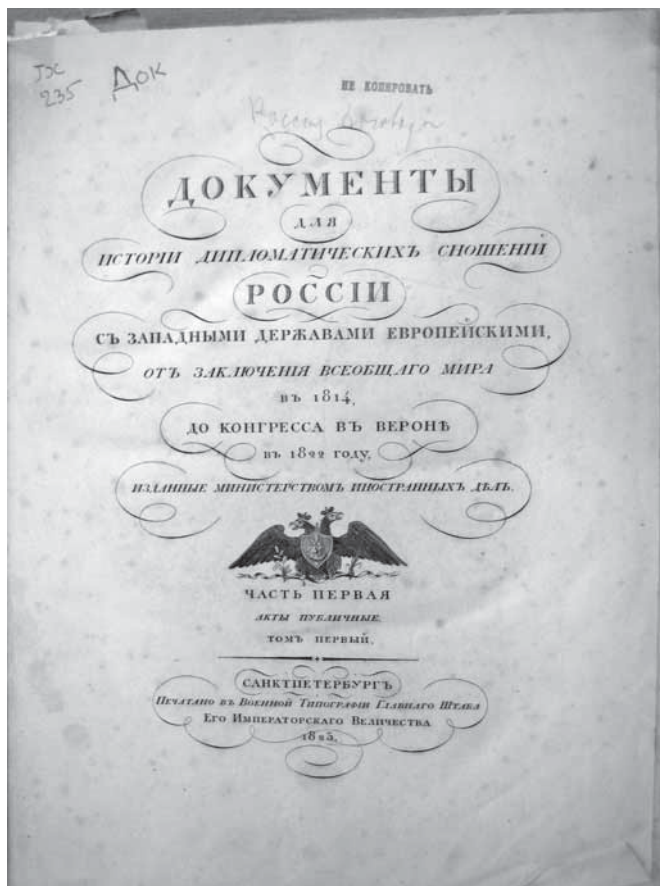 ДОК
235
НЕ КОПИРОВАТЬ
ДОКУМЕНТЫ
ДЛЯ
ИСТОРІИ ДИПЛОМАТИЧЕСКИХЪ СНОШЕНІЙ
РОССІИ
СЪ ЗАПАДНЫМИ ДЕРЖАВАМИ ЕВРОПЕЙСКИМИ,
ОТЪ ЗАКЛЮЧЕНІЯ ВСЕОБЩАГО МИРА
ВЪ 1814,
ДО КОНГРЕССА ВЪ ВЕРОНѢ
ВЪ 1822 ГОДУ,
ИЗДАННЫЕ МИНИСТЕРСТВОМЪ ИНОСТРАННЫХЪ ДѢЛЪ.
ЧАСТЬ ПЕРВАЯ
АКТЫ ПУБЛИЧНЫЕ.
ТОМЪ ПЕРВЫЙ.
САНКТПЕТЕРБУРГЪ
Печатано въ Военной Типографіи Главнаго Штаба
Его Императорскаго Величества
1823.